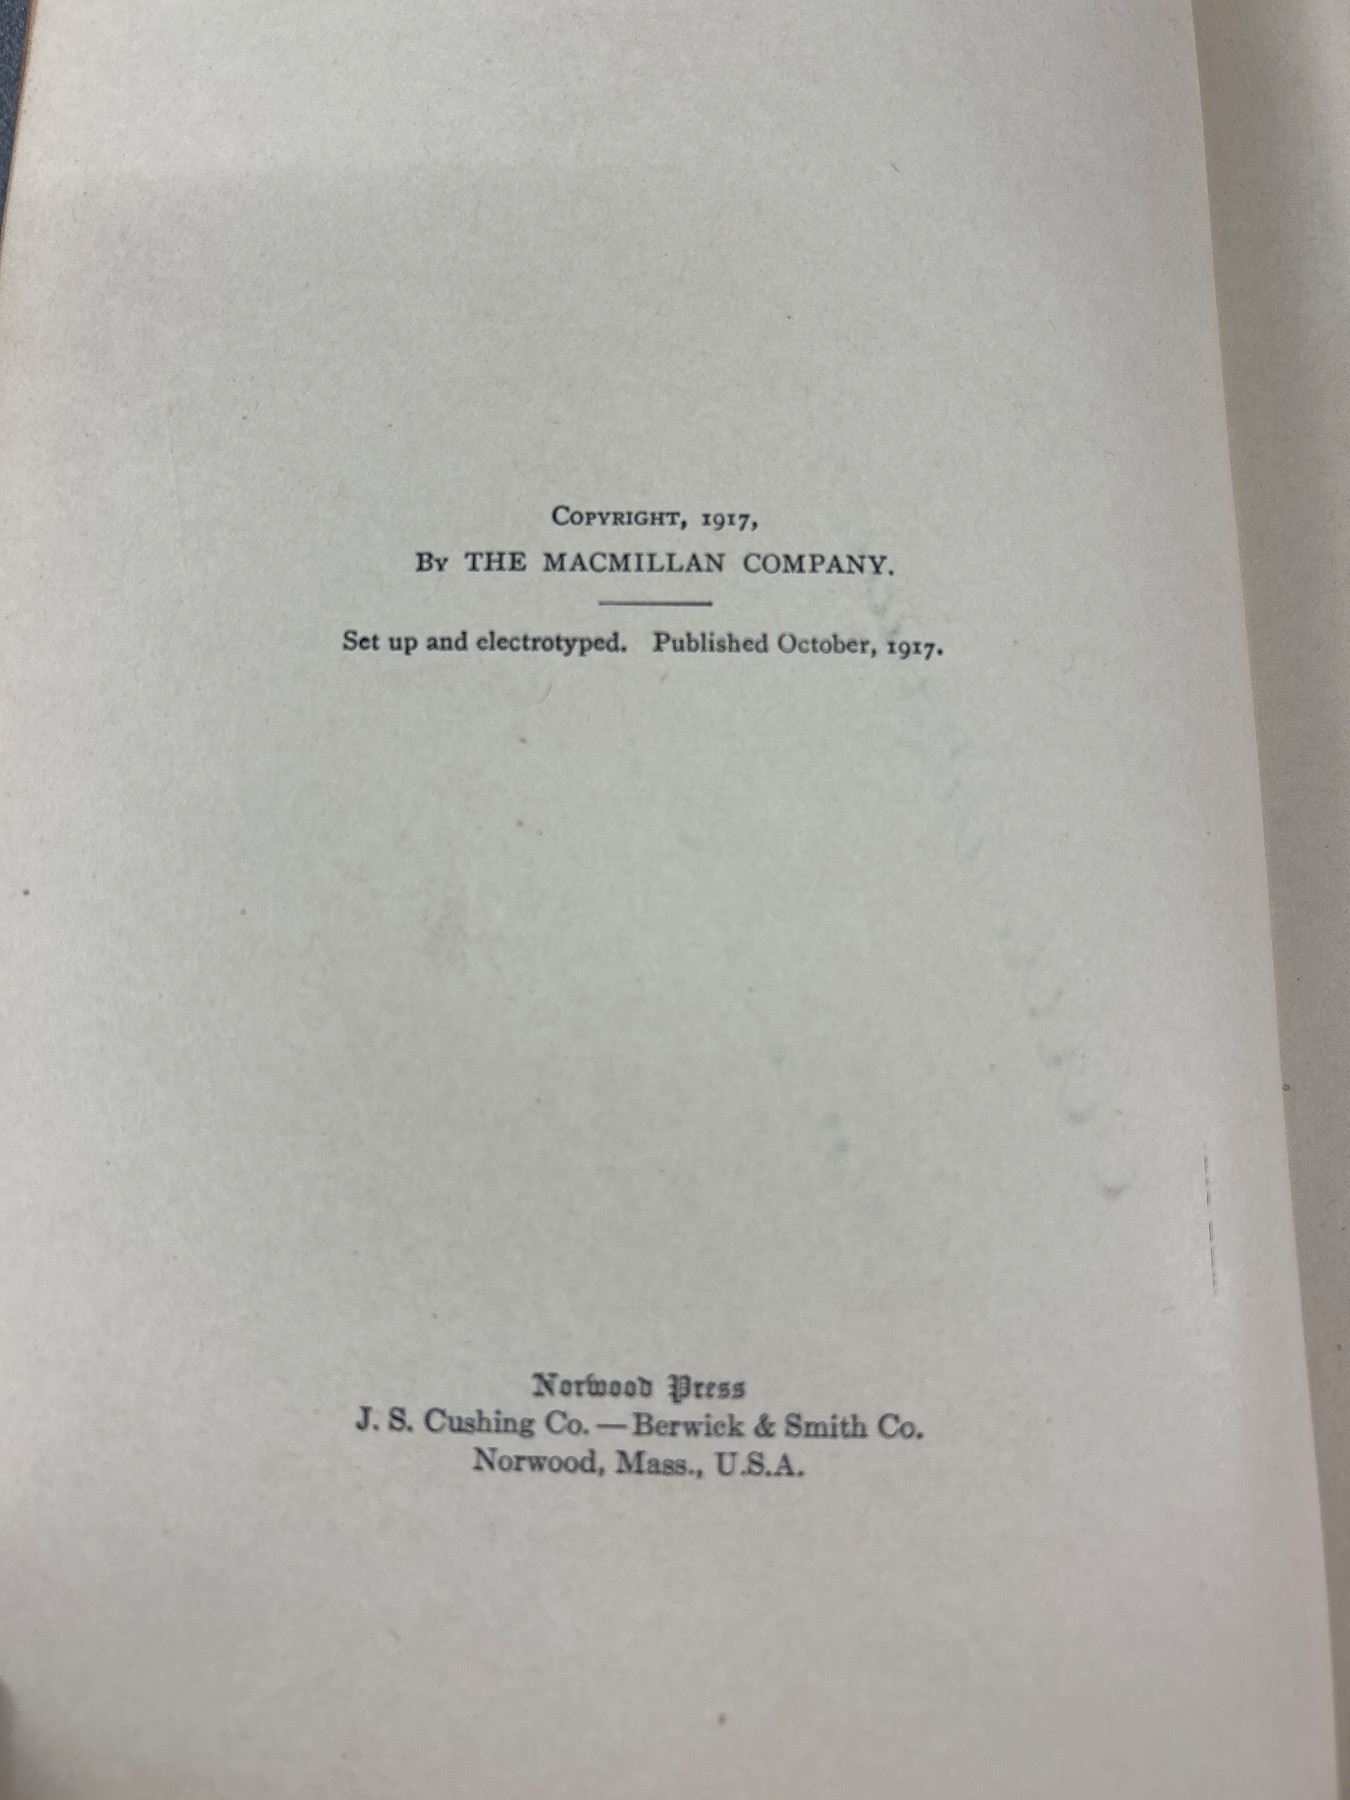 COPYRIGHT, 1917,
BY THE MACMILLAN COMPANY.
Set up and electrotyped. Published October, 1917.
Norwood Press
J. S. Cushing Co. — Berwick & Smith Co.
Norwood, Mass., U.S.A.